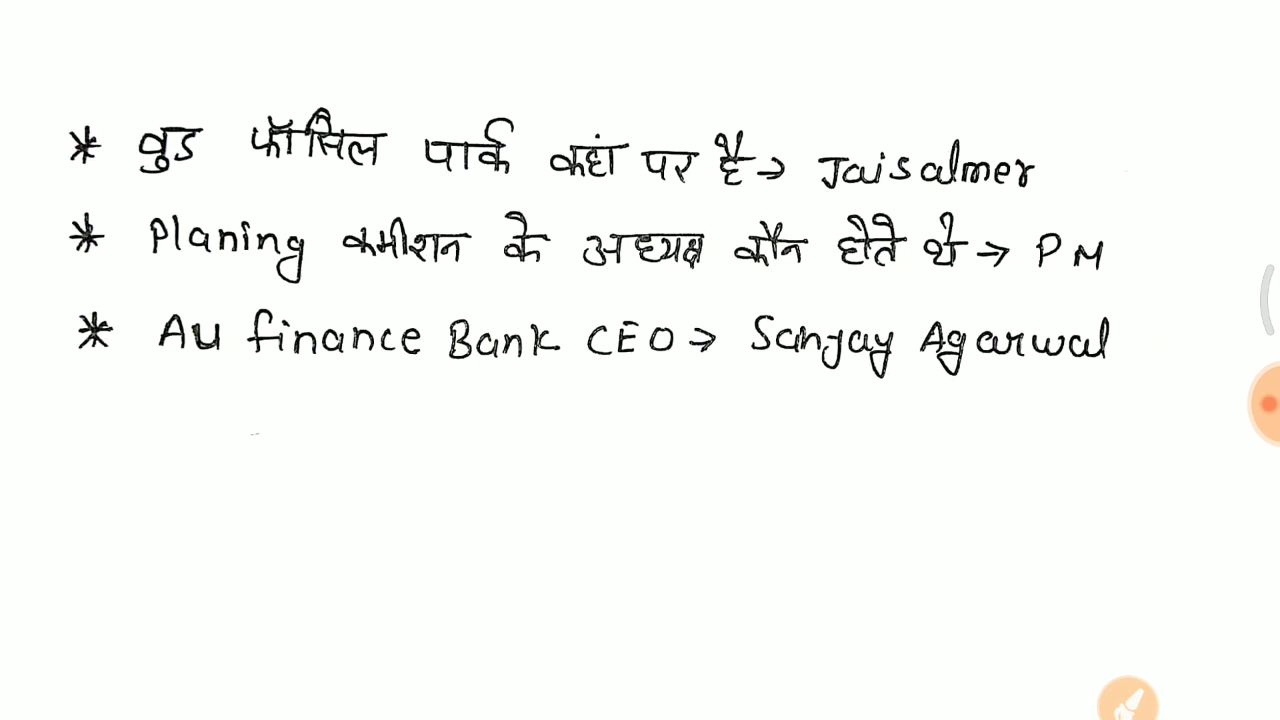 * वुड फॉसिल पार्क कहां पर है → Jaisalmer
* Planing कमीशन के अध्यक्ष कौन होते थे → PM
* Au finance Bank CEO → Sanjay Agarwal